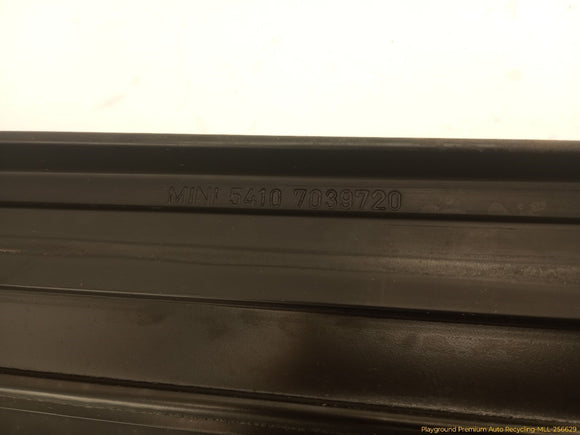 MINI 5410 7039720
Playground Premium Auto Recycling-MLL-256629